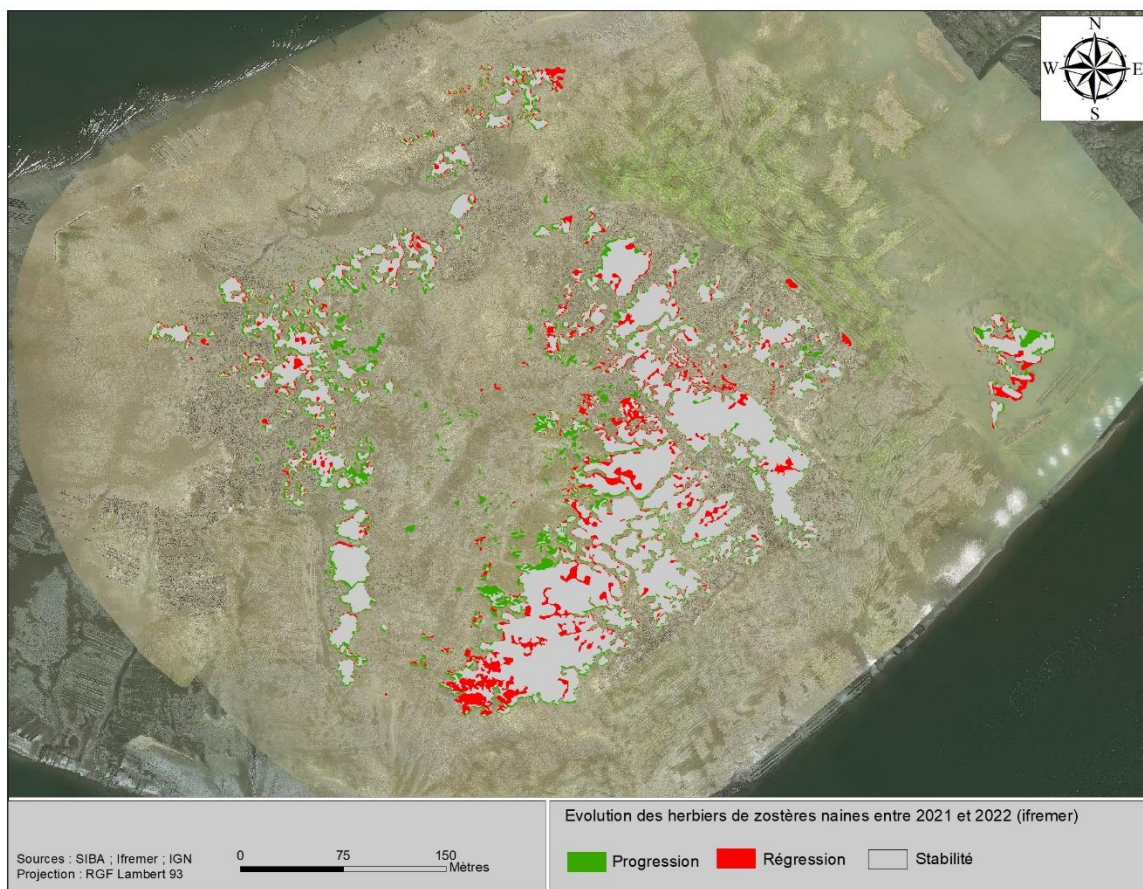 N
W E
S
Evolution des herbiers de zostères naines entre 2021 et 2022 (ifremer)
Sources : SIBA ; Ifremer ; IGN
Projection : RGF Lambert 93
0 75 150
Mètres
Progression Régression Stabilité